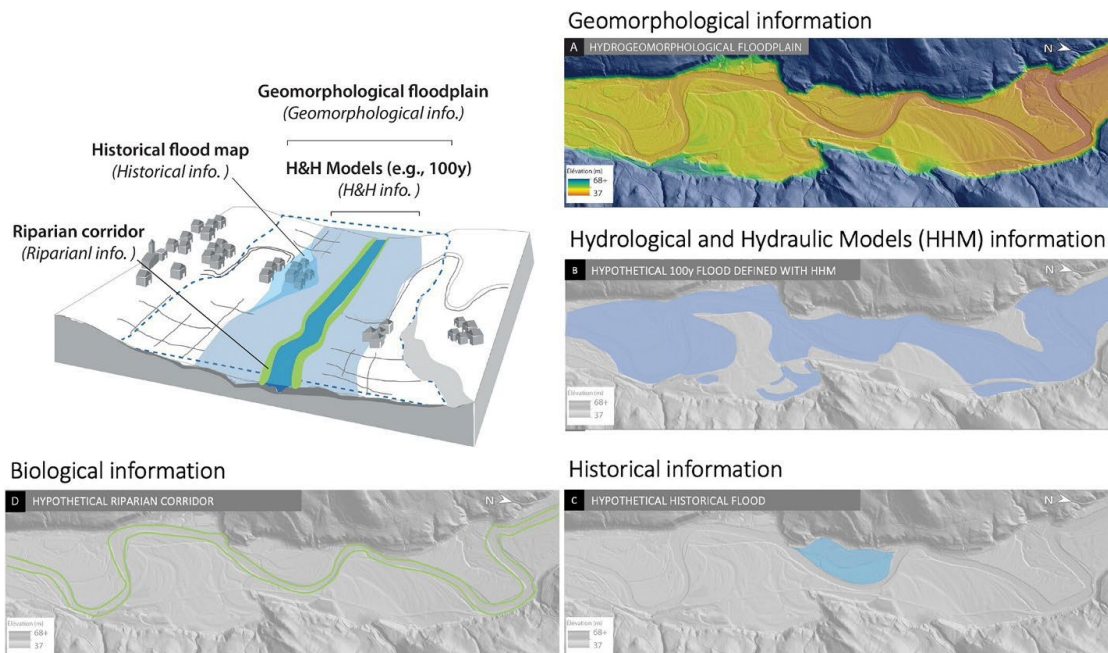 Geomorphological floodplain
(Geomorphological info.)
Historical flood map
(Historical info. )
H&H Models (e.g., 100y)
(H&H info. )
Riparian corridor
(Riparianl info. )
Geomorphological information
A HYDROGEOMORPHOLOGICAL FLOODPLAIN
N
Élévation (m)
68+
37
Hydrological and Hydraulic Models (HHM) information
B HYPOTHETICAL 100y FLOOD DEFINED WITH HHM
N
Élévation (m)
68+
37
Biological information
D HYPOTHETICAL RIPARIAN CORRIDOR
N
Élévation (m)
68+
37
Historical information
C HYPOTHETICAL HISTORICAL FLOOD
N
Élévation (m)
68+
37